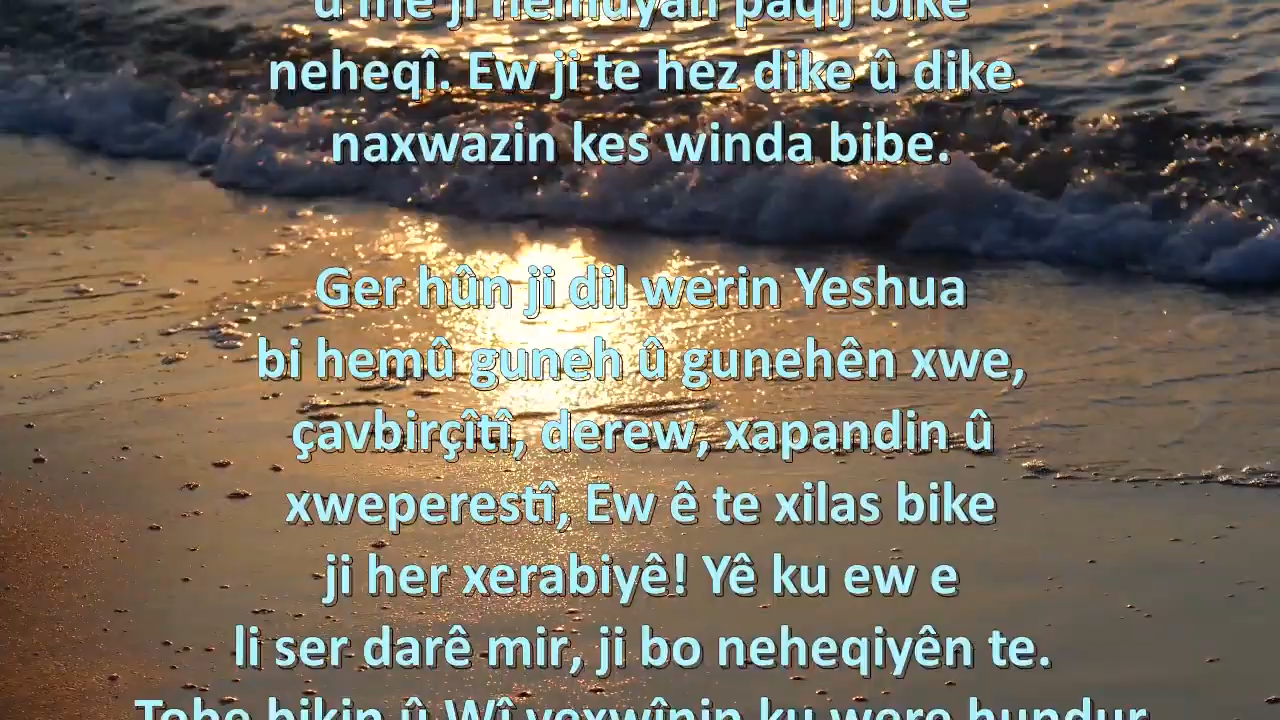 û me ji hemûyan paqij bike
neheqî. Ew ji te hez dike û dike
naxwazin kes winda bibe.
Ger hûn ji dil werin Yeshua
bi hemû guneh û gunehên xwe,
çavbirçîtî, derew, xapandin û
xweperestî, Ew ê te xilas bike
ji her xerabiyê! Yê ku ew e
li ser darê mir, ji bo neheqiyên te.
Tobe bikin û Wî vexwînin ku were hundur